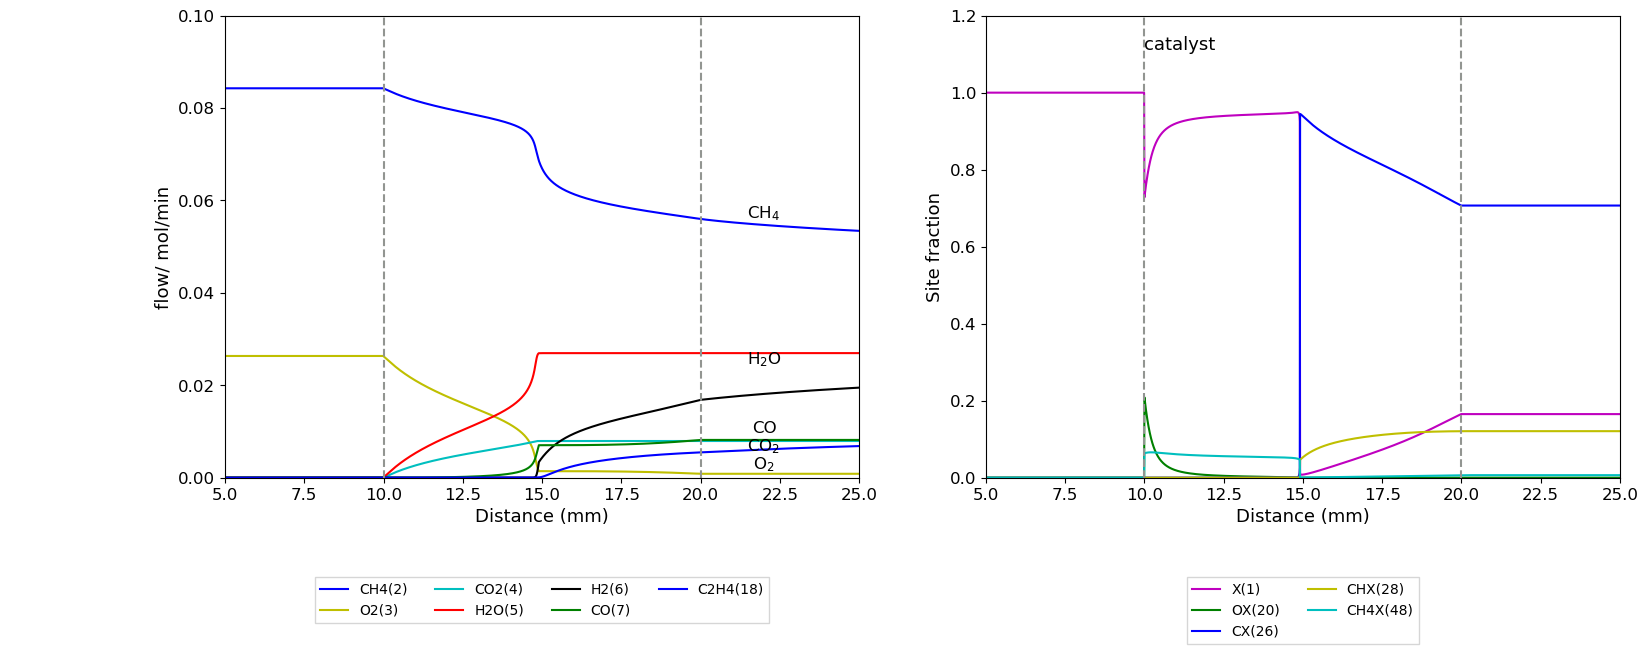 0.10
0.08
0.06
0.04
0.02
0.00
flow/ mol/min
CH₄
H₂O
CO
CO₂
O₂
5.0 7.5 10.0 12.5 15.0 17.5 20.0 22.5 25.0
Distance (mm)
CH4(2) CO2(4) H2(6) C2H4(18)
O2(3) H2O(5) CO(7)
1.2
1.0
0.8
0.6
0.4
0.2
0.0
Site fraction
catalyst
5.0 7.5 10.0 12.5 15.0 17.5 20.0 22.5 25.0
Distance (mm)
X(1) CHX(28)
OX(20) CH4X(48)
CX(26)